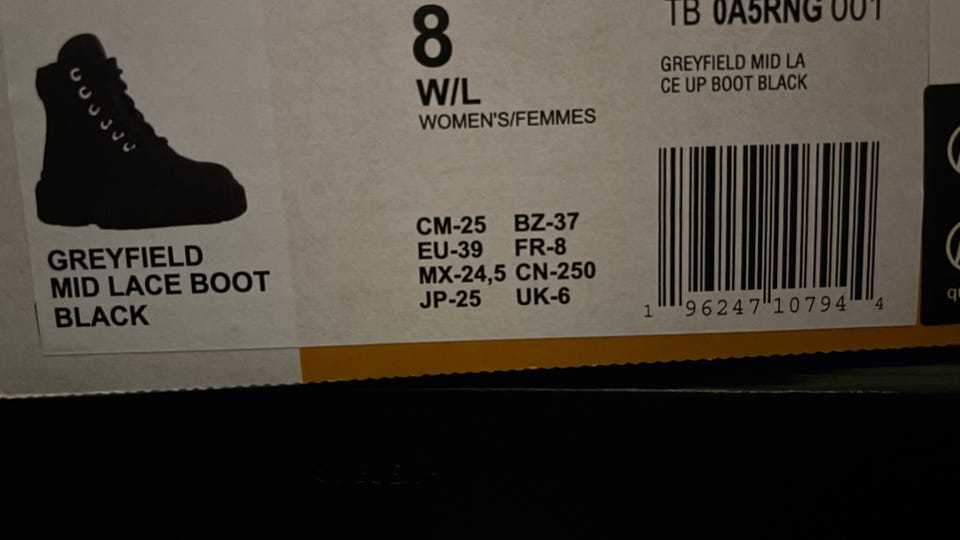 8
W/L
WOMEN'S/FEMMES
TB 0A5RNG 001
GREYFIELD MID LA
CE UP BOOT BLACK
GREYFIELD
MID LACE BOOT
BLACK
CM-25 BZ-37
EU-39 FR-8
MX-24,5 CN-250
JP-25 UK-6
1 96247 10794 4